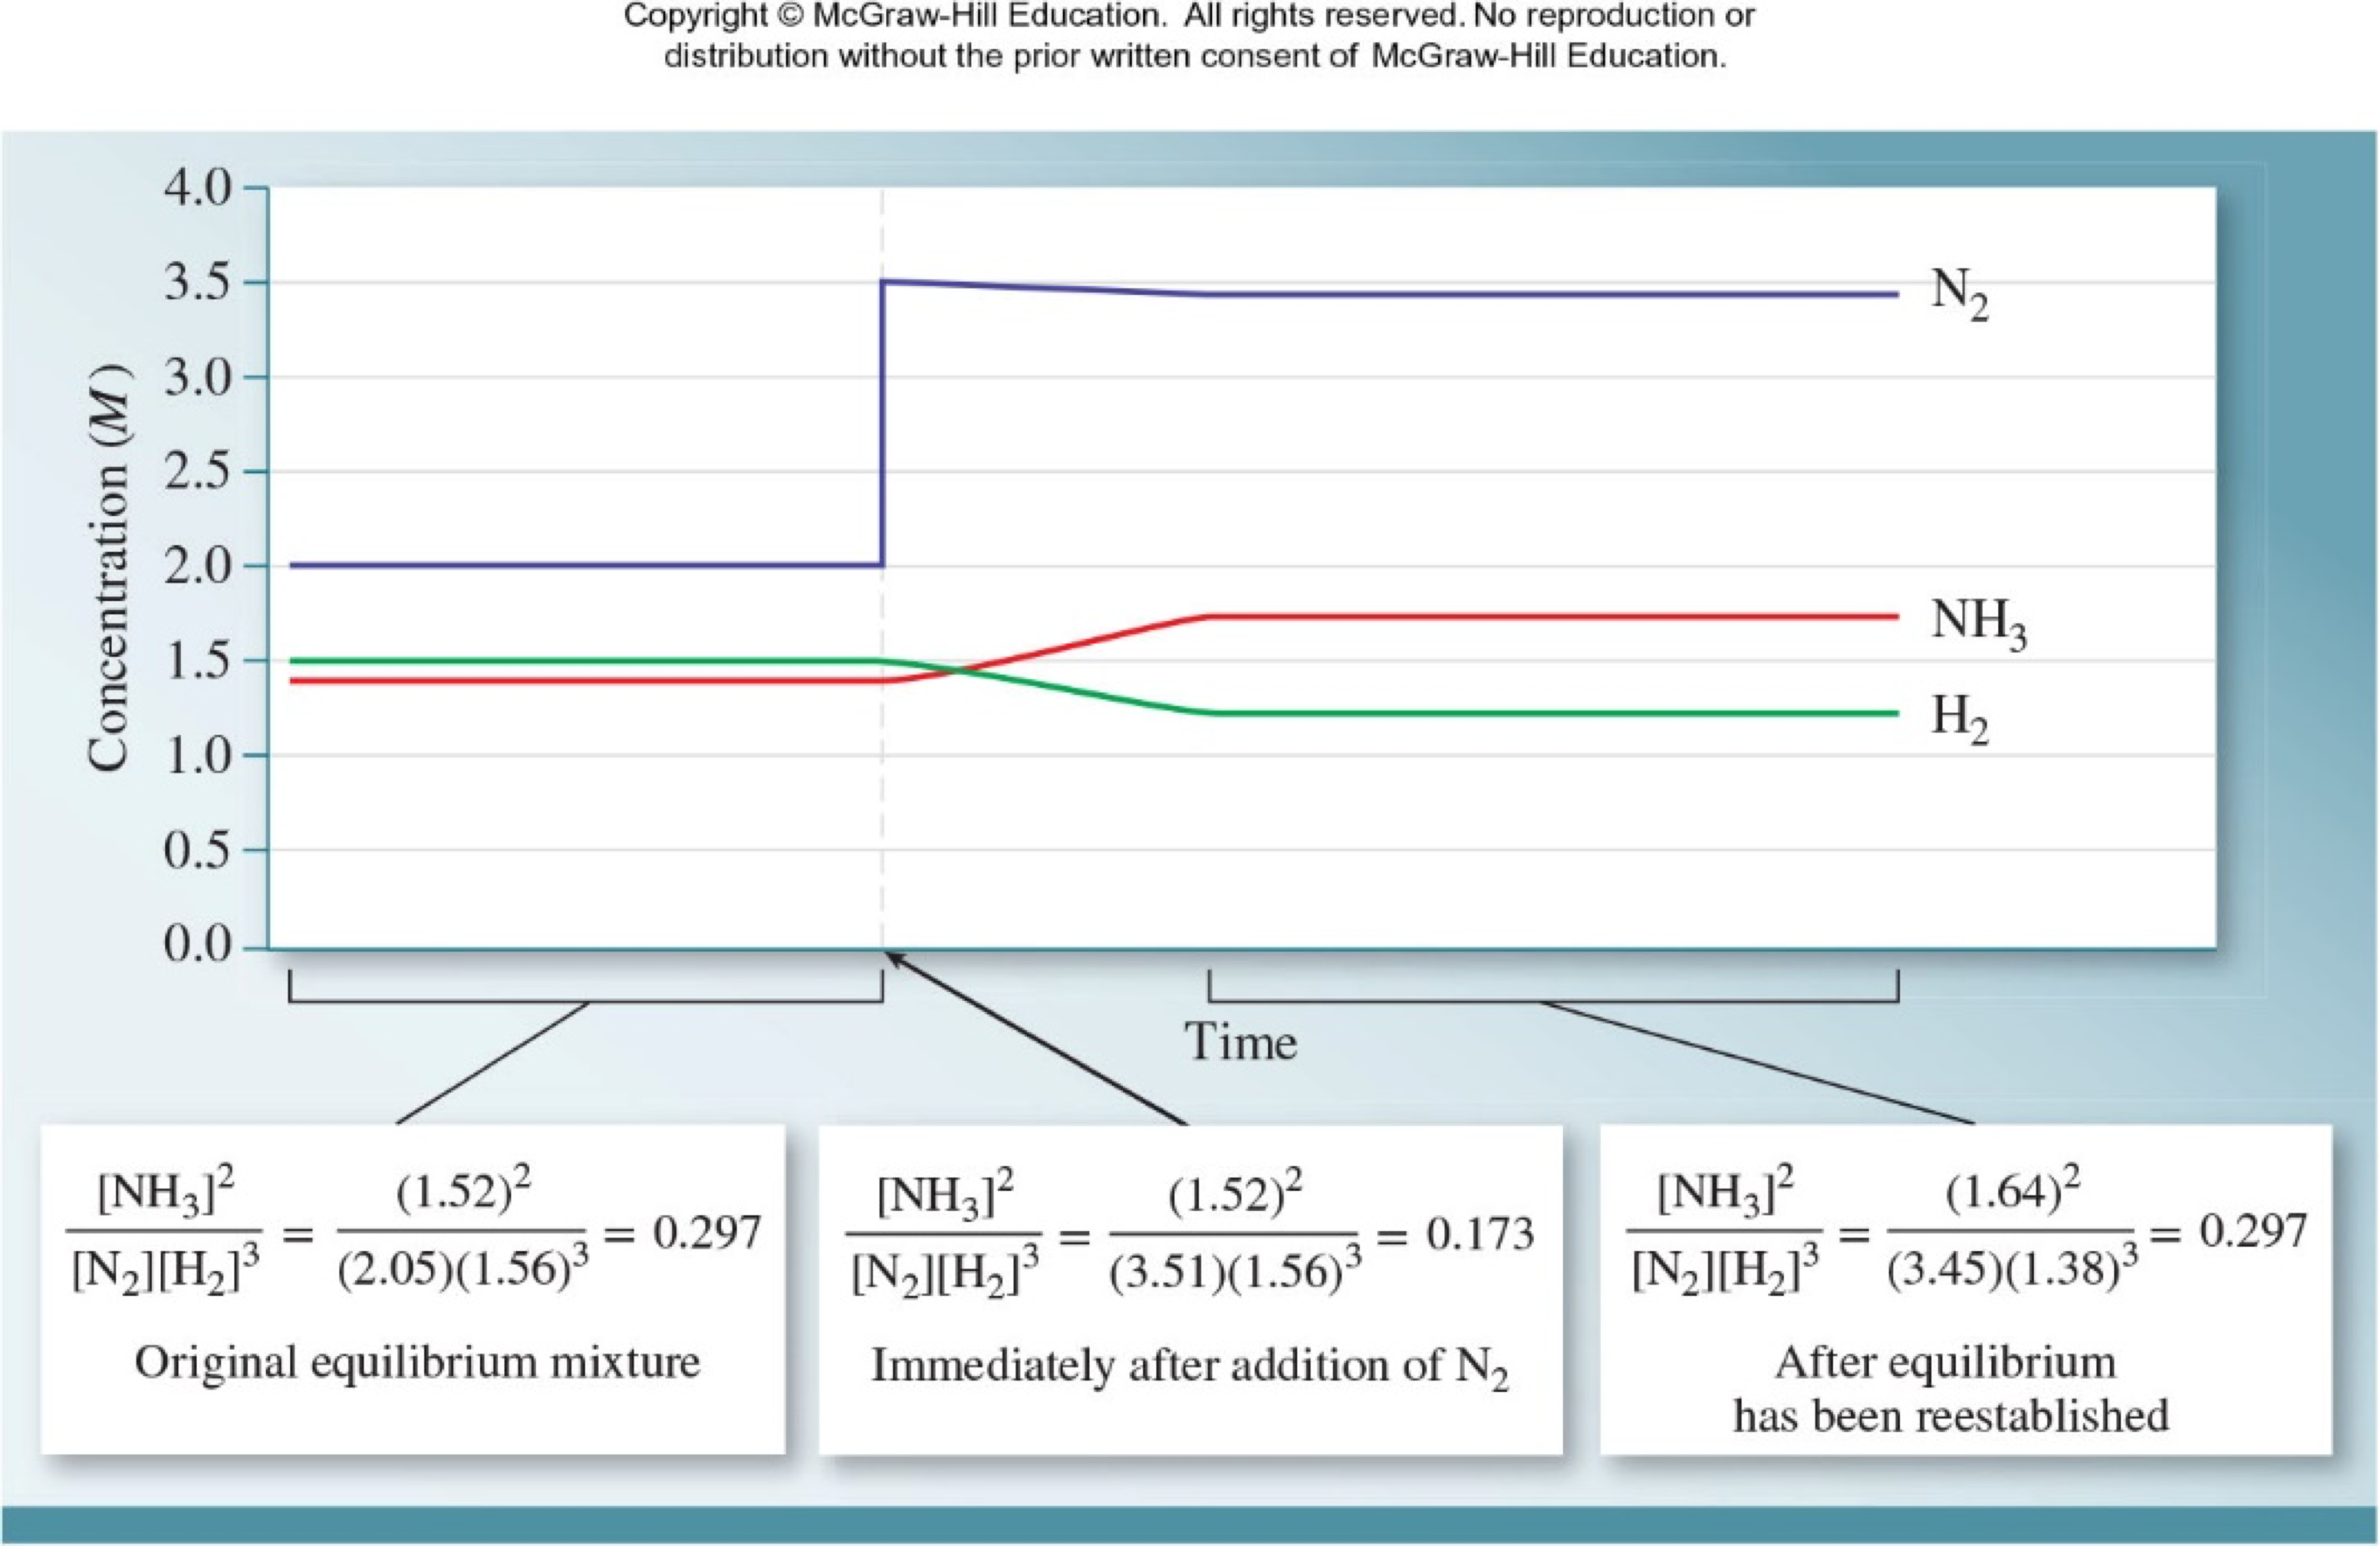 Copyright © McGraw-Hill Education. All rights reserved. No reproduction or
distribution without the prior written consent of McGraw-Hill Education.
Concentration (M)
4.0
3.5
3.0
2.5
2.0
1.5
1.0
0.5
0.0
N₂
NH₃
H₂
Time
[NH₃]² / [N₂][H₂]³ = (1.52)² / (2.05)(1.56)³ = 0.297
Original equilibrium mixture
[NH₃]² / [N₂][H₂]³ = (1.52)² / (3.51)(1.56)³ = 0.173
Immediately after addition of N₂
[NH₃]² / [N₂][H₂]³ = (1.64)² / (3.45)(1.38)³ = 0.297
After equilibrium
has been reestablished